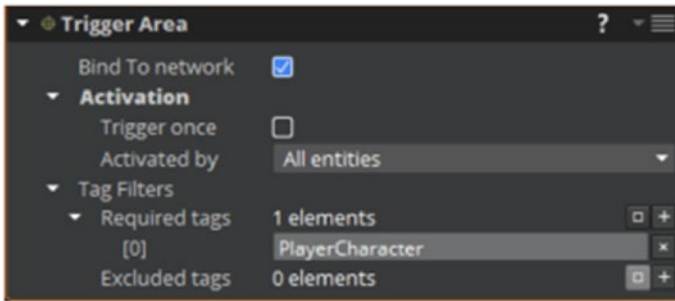 Trigger Area ?
Bind To network
Activation
Trigger once
Activated by All entities
Tag Filters
Required tags 1 elements
[0] PlayerCharacter
Excluded tags 0 elements